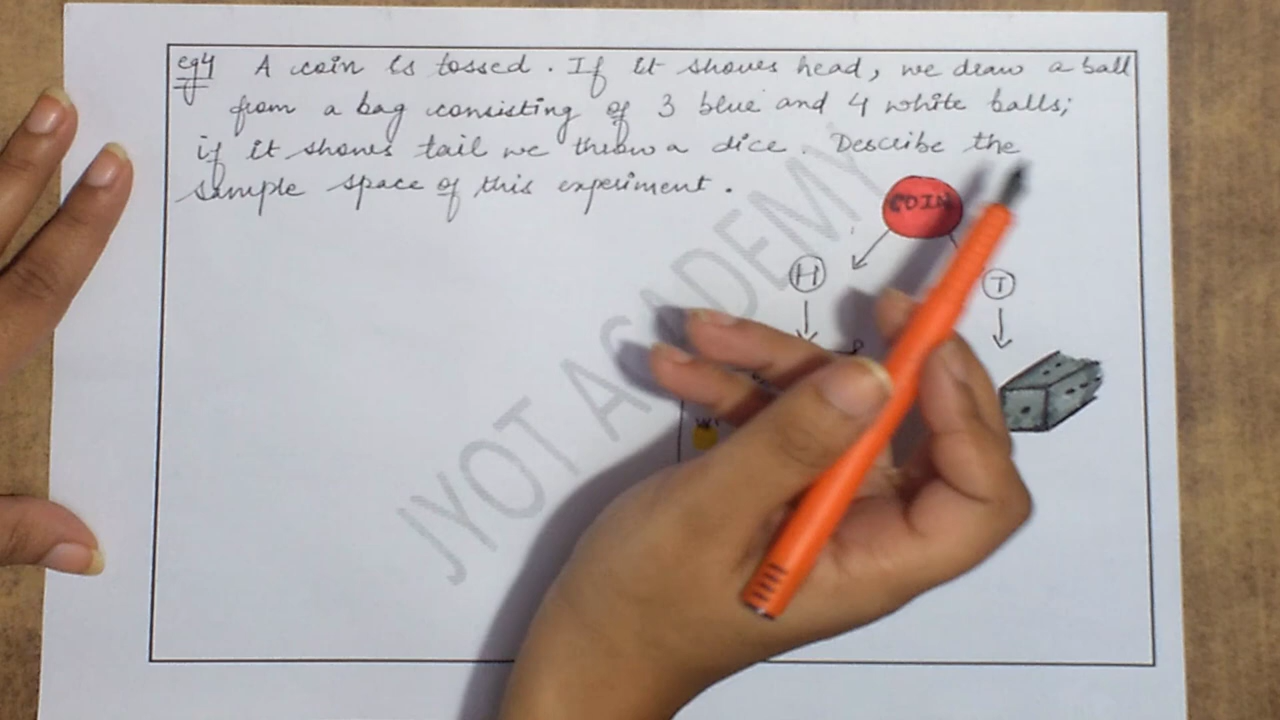 eg4 A coin is tossed. If it shows head, we draw a ball
from a bag consisting of 3 blue and 4 white balls;
if it shows tail we throw a dice. Describe the
sample space of this experiment.
COIN
H
T
JYOT ACADEMY